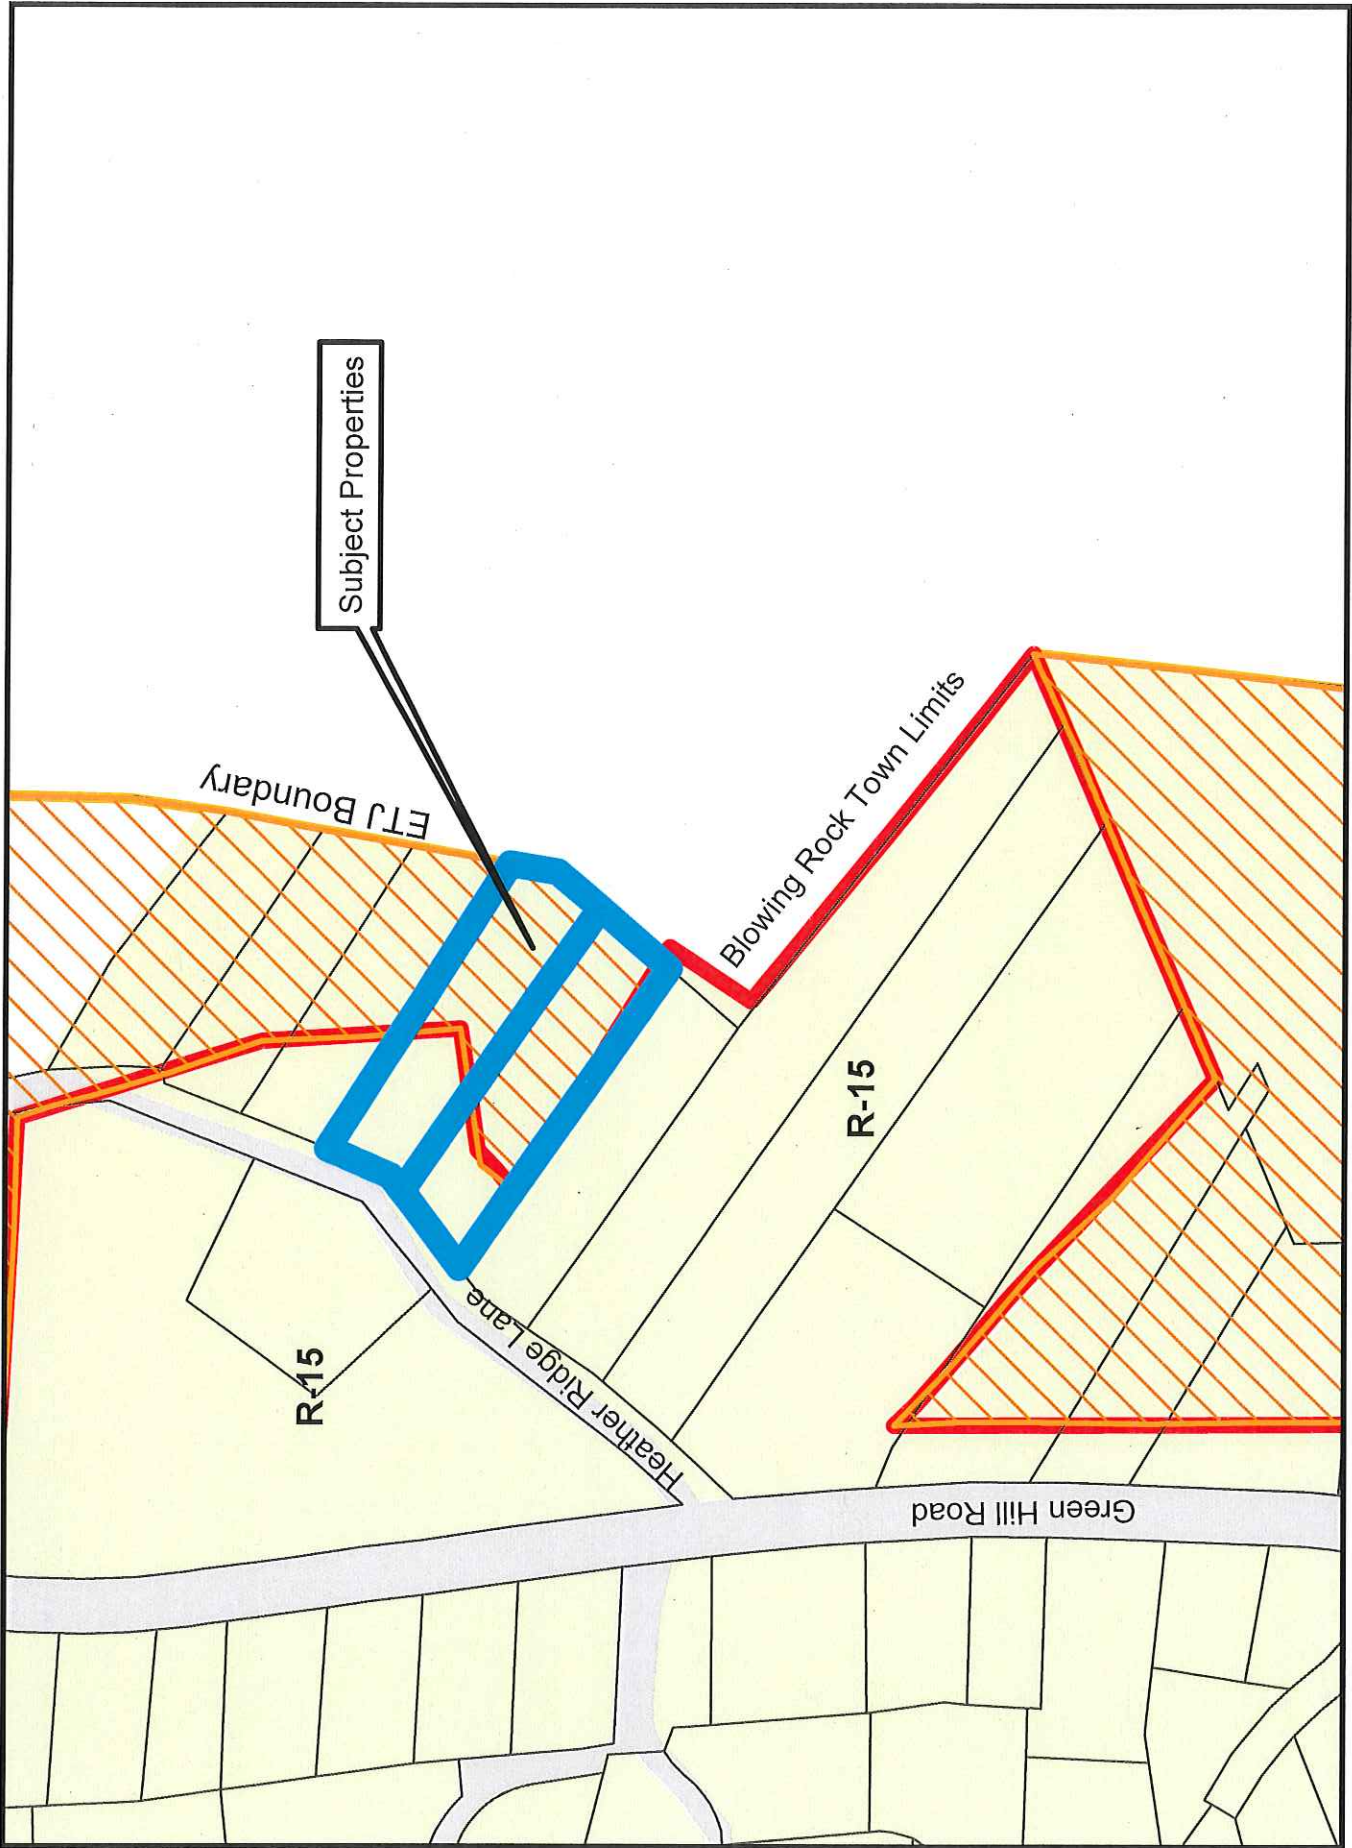 Subject Properties
ETJ Boundary
Blowing Rock Town Limits
R-15
R-15
Heather Ridge Lane
Green Hill Road